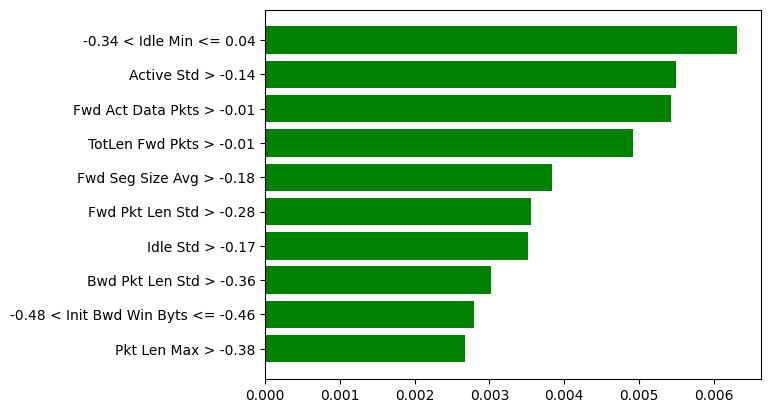 -0.34 < Idle Min <= 0.04
Active Std > -0.14
Fwd Act Data Pkts > -0.01
TotLen Fwd Pkts > -0.01
Fwd Seg Size Avg > -0.18
Fwd Pkt Len Std > -0.28
Idle Std > -0.17
Bwd Pkt Len Std > -0.36
-0.48 < Init Bwd Win Byts <= -0.46
Pkt Len Max > -0.38
0.000 0.001 0.002 0.003 0.004 0.005 0.006